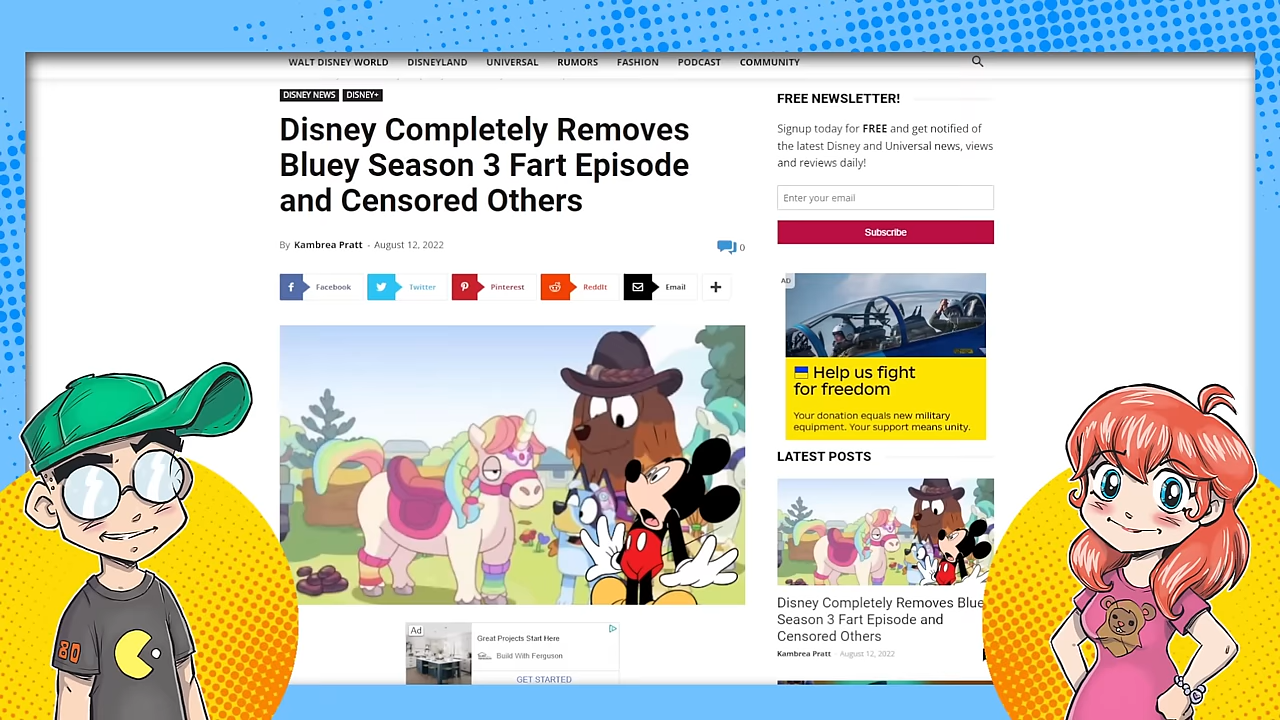 WALT DISNEY WORLD DISNEYLAND UNIVERSAL RUMORS FASHION PODCAST COMMUNITY
DISNEY NEWS DISNEY+
Disney Completely Removes
Bluey Season 3 Fart Episode
and Censored Others
By Kambrea Pratt - August 12, 2022
0
Facebook Twitter Pinterest ReddIt Email +
Ad
Great Projects Start Here
Build With Ferguson
GET STARTED
FREE NEWSLETTER!
Signup today for FREE and get notified of
the latest Disney and Universal news, views
and reviews daily!
Enter your email
Subscribe
AD
Help us fight
for freedom
Your donation equals new military
equipment. Your support means unity.
LATEST POSTS
Disney Completely Removes Blue
Season 3 Fart Episode and
Censored Others
Kambrea Pratt - August 12, 2022
80